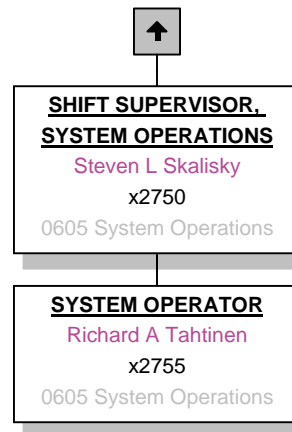 SHIFT SUPERVISOR,
SYSTEM OPERATIONS
Steven L Skalisky
x2750
0605 System Operations
SYSTEM OPERATOR
Richard A Tahtinen
x2755
0605 System Operations